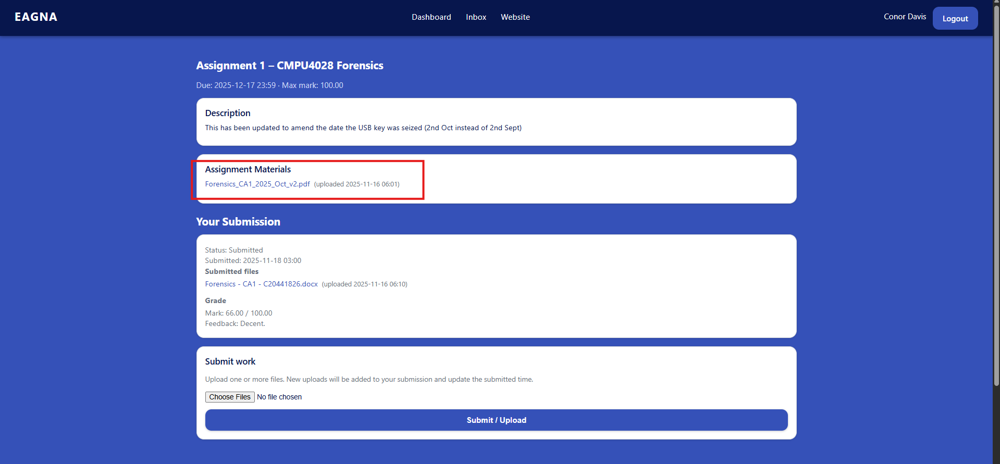 EAGNA
Dashboard Inbox Website
Conor Davis Logout
Assignment 1 – CMPU4028 Forensics
Due: 2025-12-17 23:59 · Max mark: 100.00
Description
This has been updated to amend the date the USB key was seized (2nd Oct instead of 2nd Sept)
Assignment Materials
Forensics_CA1_2025_Oct_v2.pdf (uploaded 2025-11-16 06:01)
Your Submission
Status: Submitted
Submitted: 2025-11-18 03:00
Submitted files
Forensics - CA1 - C20441826.docx (uploaded 2025-11-16 06:10)
Grade
Mark: 66.00 / 100.00
Feedback: Decent.
Submit work
Upload one or more files. New uploads will be added to your submission and update the submitted time.
Choose Files No file chosen
Submit / Upload